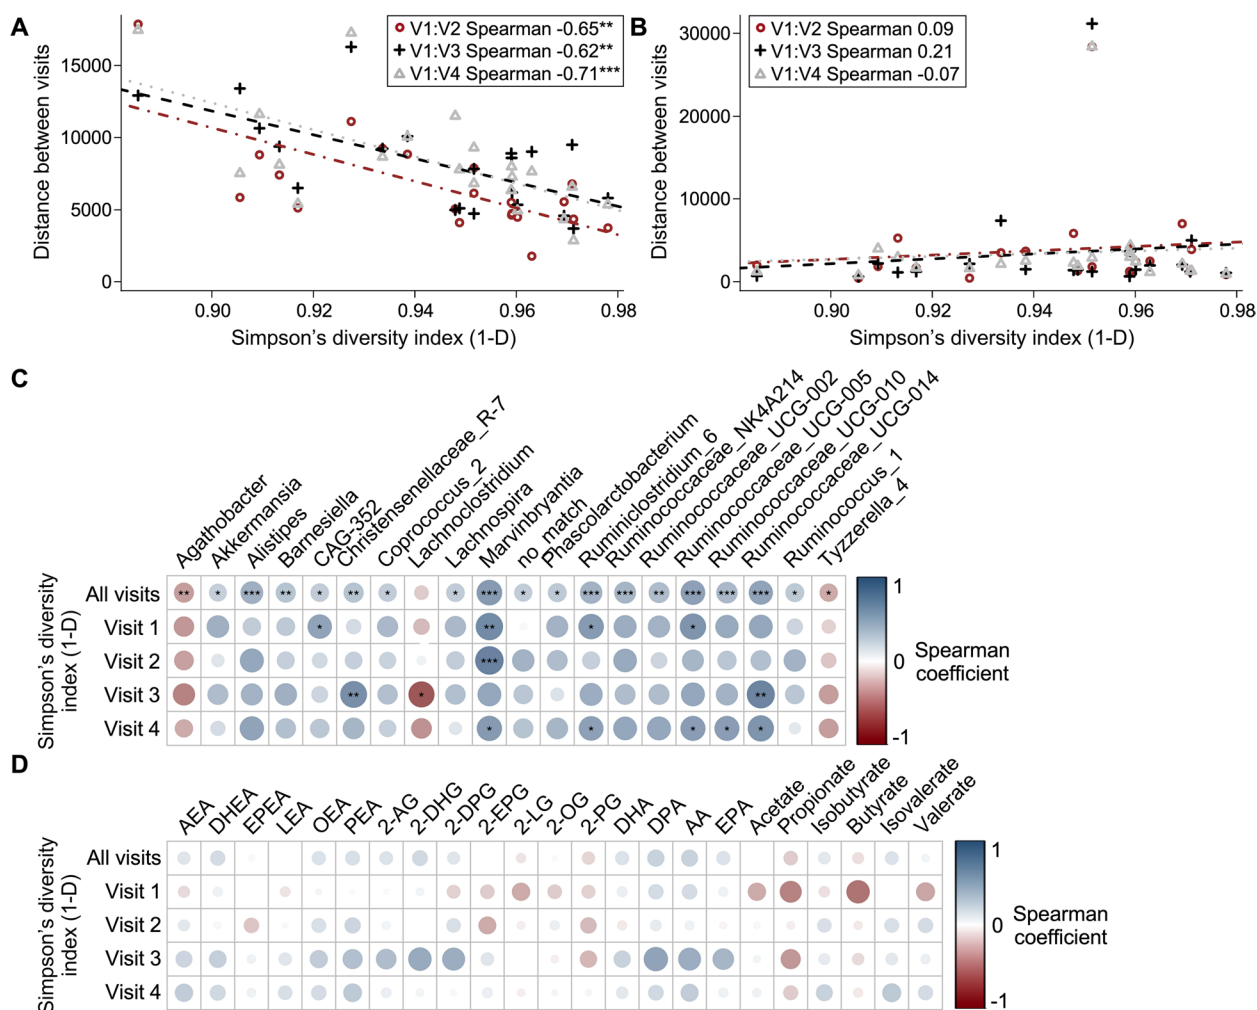 A
Distance between visits
15000
10000
5000
0
0.90
0.92
0.94
0.96
0.98
Simpson's diversity index (1-D)
V1:V2 Spearman -0.65**
V1:V3 Spearman -0.62**
V1:V4 Spearman -0.71***
B
Distance between visits
30000
20000
10000
0
0.90
0.92
0.94
0.96
0.98
Simpson's diversity index (1-D)
V1:V2 Spearman 0.09
V1:V3 Spearman 0.21
V1:V4 Spearman -0.07
C
Agathobacter
Akkermansia
Alistipes
Barnesiella
CAG-352
Christensenellaceae_R-7
Coprococcus_2
Lachnoclostridium
Lachnospira
Marvinbryantia
no_match
Phascolarctobacterium
Ruminiclostridium_6
Ruminococcaceae_NK4A214
Ruminococcaceae_UCG-002
Ruminococcaceae_UCG-005
Ruminococcaceae_UCG-010
Ruminococcaceae_UCG-014
Ruminococcus_1
Tyzzerella_4
Simpson's diversity
index (1-D)
All visits ** * *** ** * ** * * *** * * *** *** ** *** *** *** * *
Visit 1 * ** * *
Visit 2 ***
Visit 3 ** * **
Visit 4 * * * * *
1
0
-1
Spearman
coefficient
D
AEA
DHEA
EPEA
LEA
OEA
PEA
2-AG
2-DHG
2-DPG
2-EPG
2-LG
2-OG
2-PG
DHA
DPA
AA
EPA
Acetate
Propionate
Isobutyrate
Butyrate
Isovalerate
Valerate
Simpson's diversity
index (1-D)
All visits
Visit 1
Visit 2
Visit 3
Visit 4
1
0
-1
Spearman
coefficient